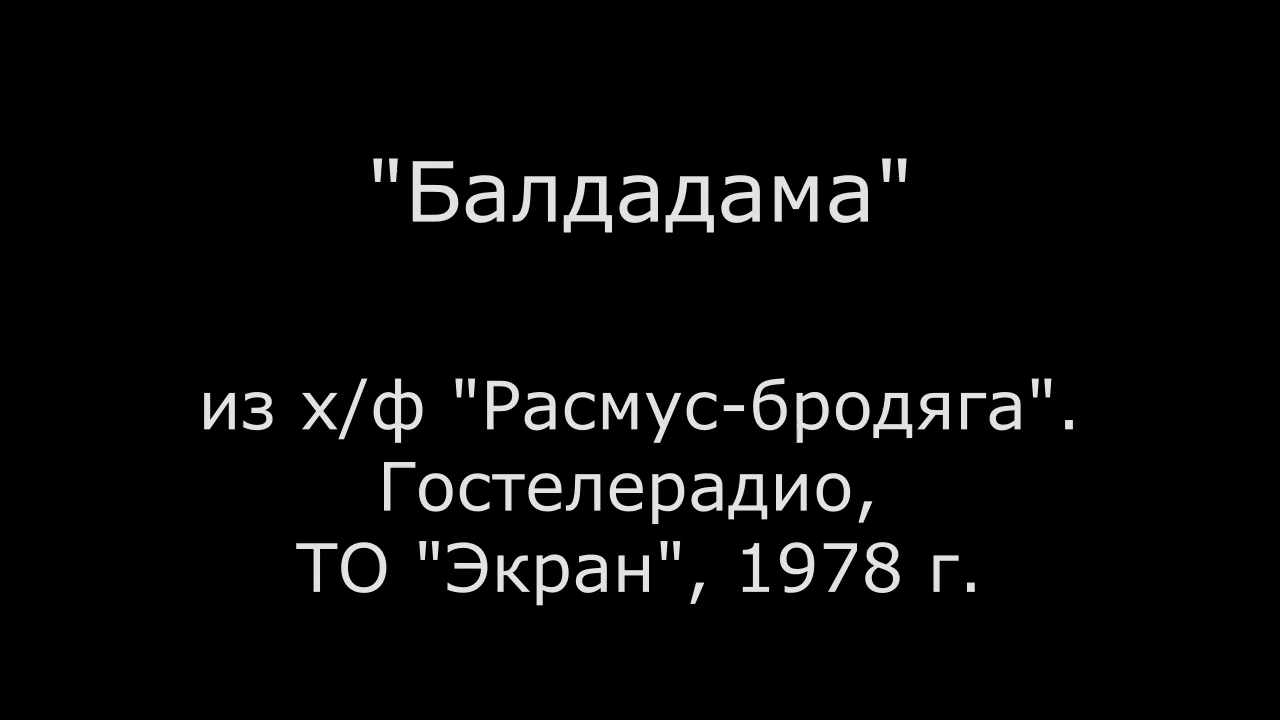 "Балдадама"
из х/ф "Расмус-бродяга".
Гостелерадио,
ТО "Экран", 1978 г.